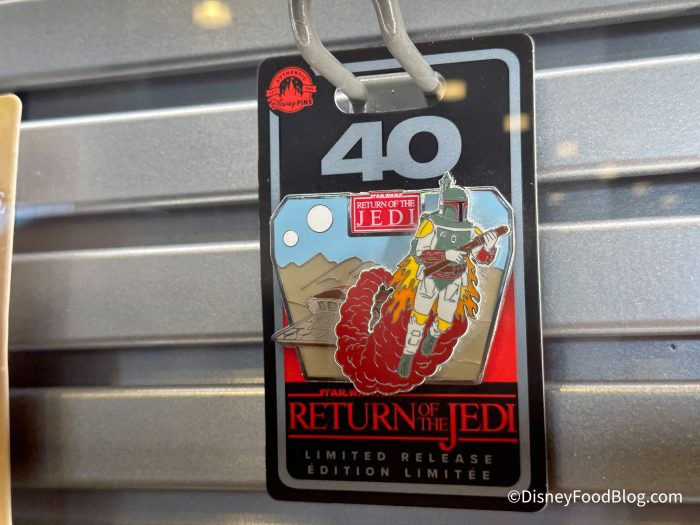 AUTHENTIC
Disney PINS
40
STAR WARS
RETURN OF THE
JEDI
STAR WARS
RETURN OF THE JEDI
LIMITED RELEASE
ÉDITION LIMITÉE
©DisneyFoodBlog.com